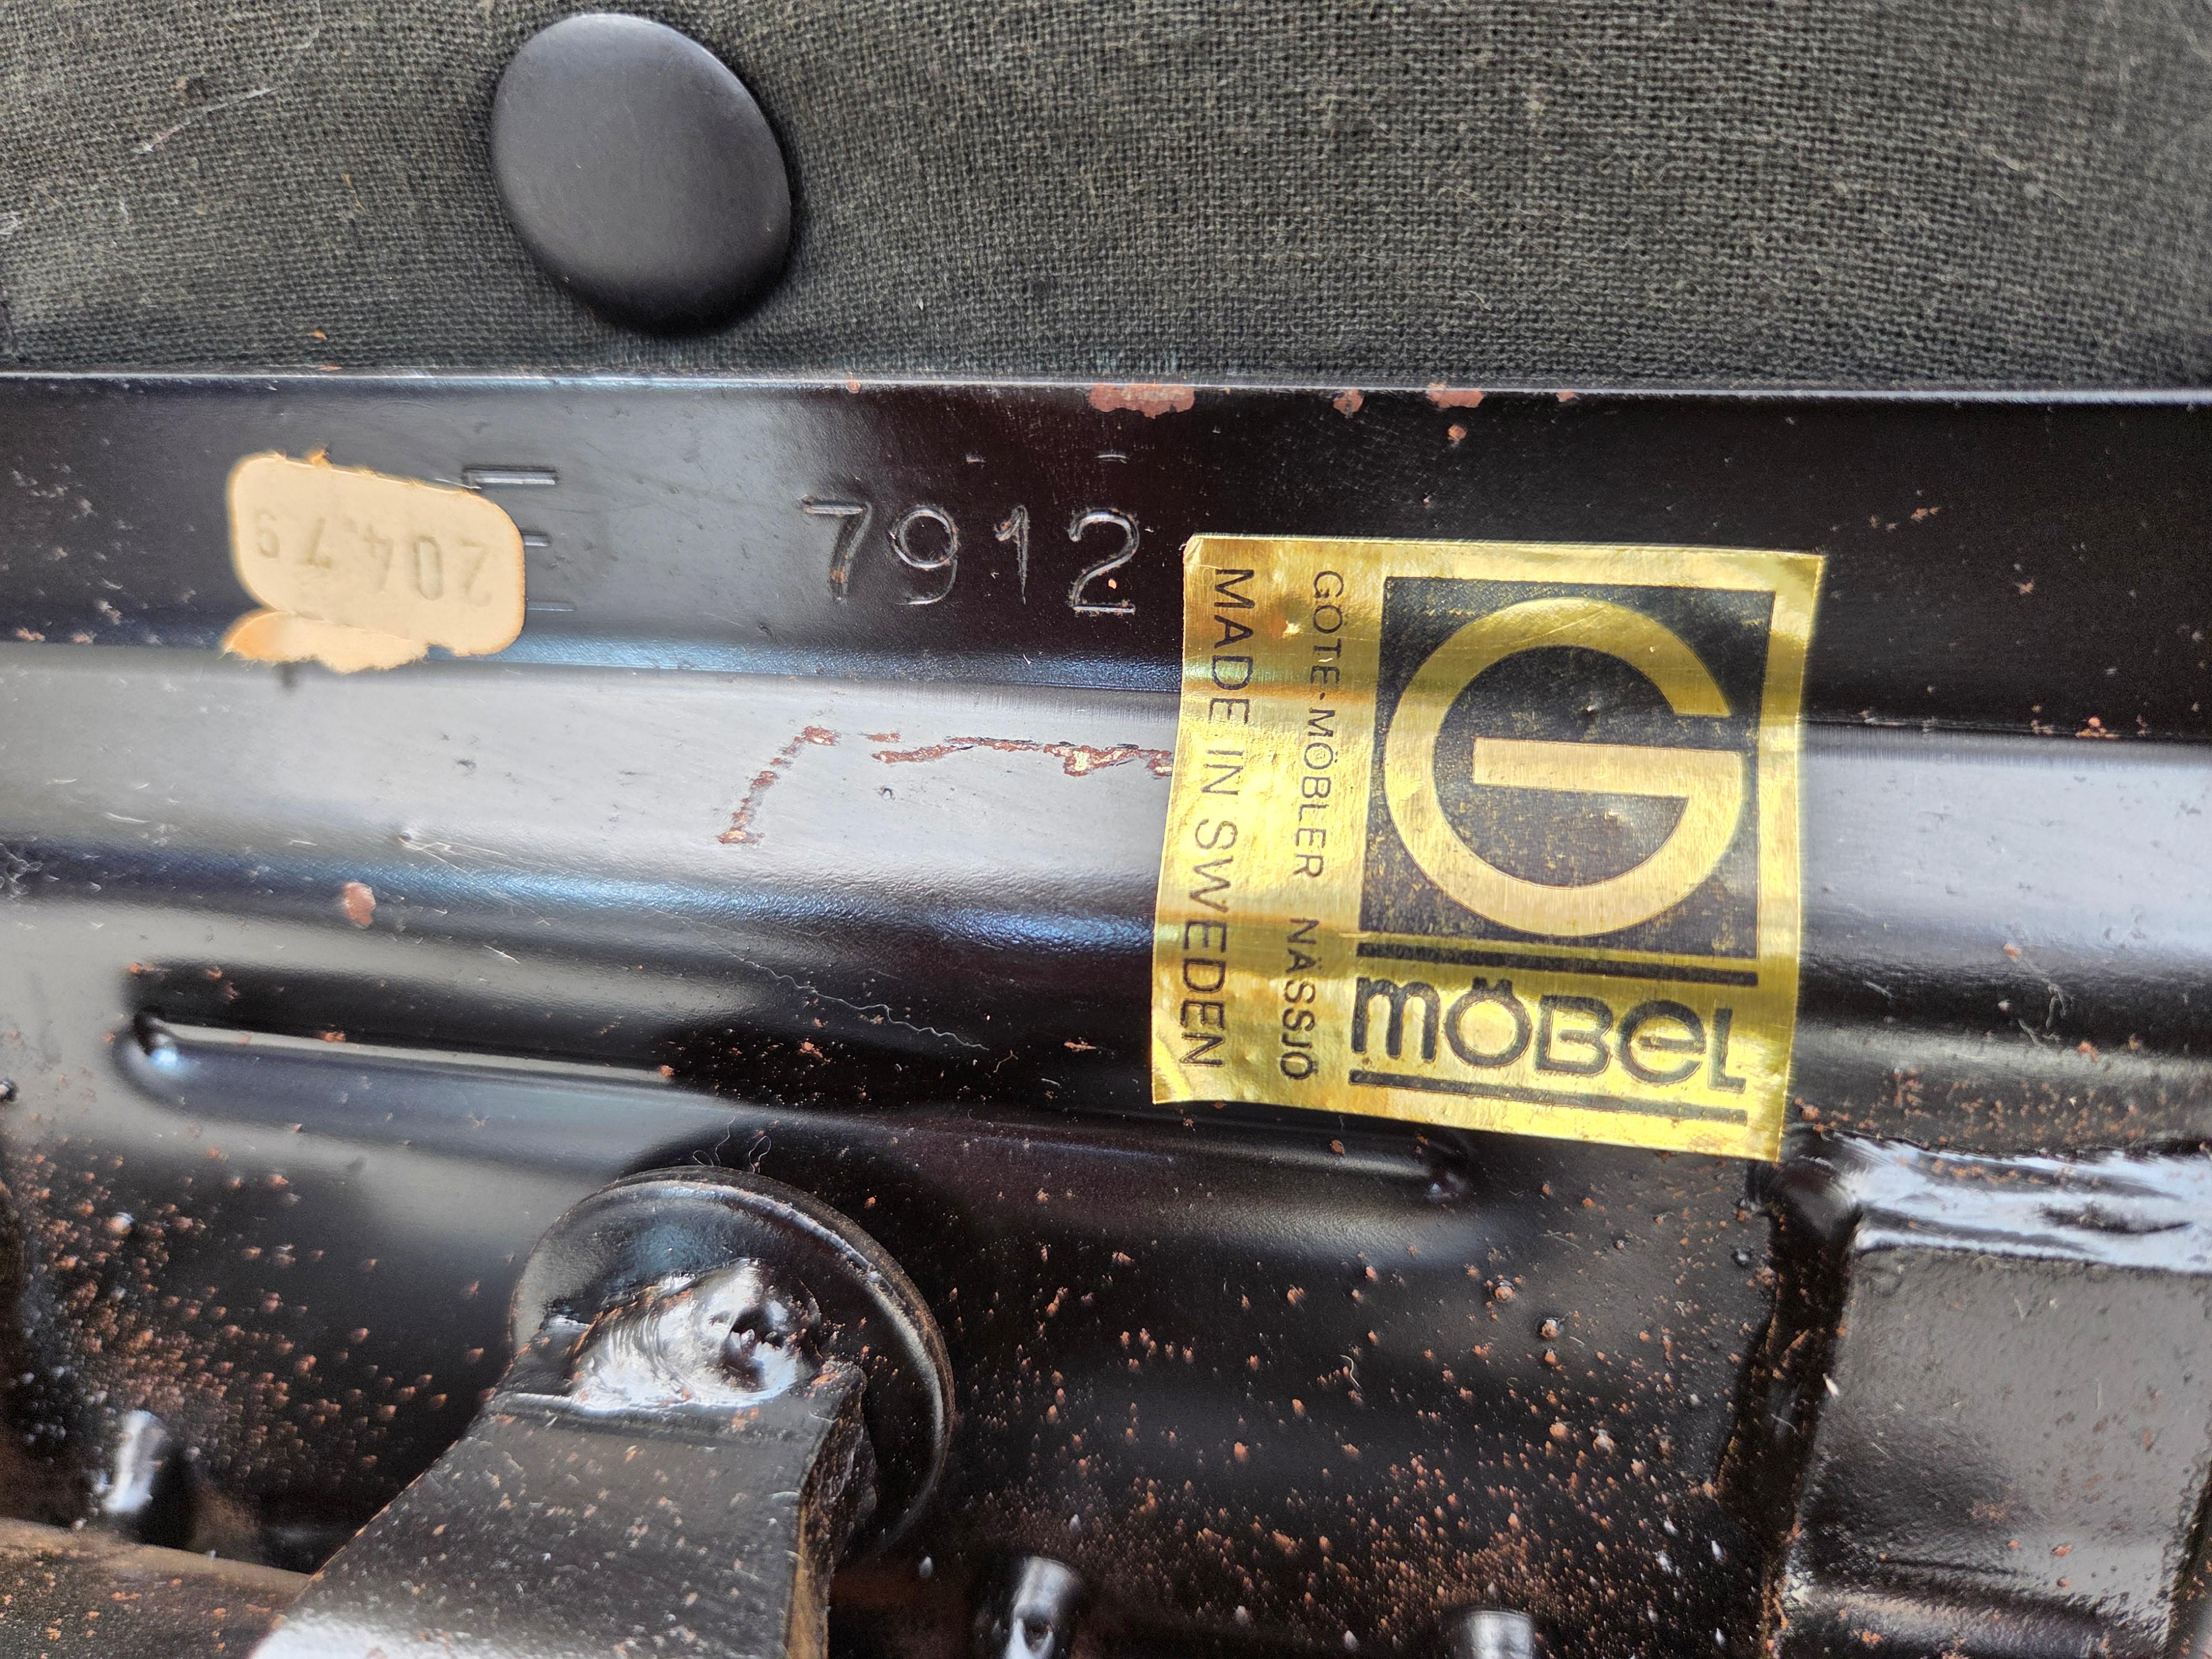 204.79
7912
G
möBeL
GÖTE-MÖBLER NÄSSJÖ
MADE IN SWEDEN